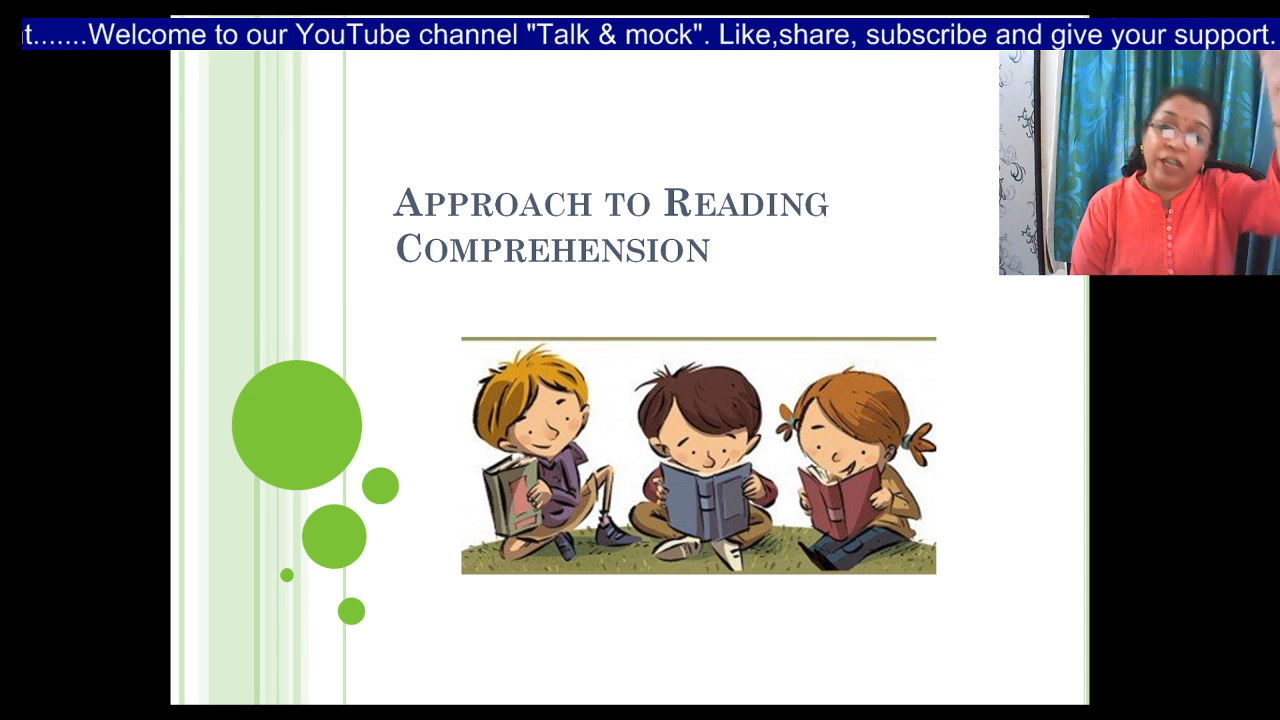 t.......Welcome to our YouTube channel "Talk & mock". Like,share, subscribe and give your support.
APPROACH TO READING
COMPREHENSION